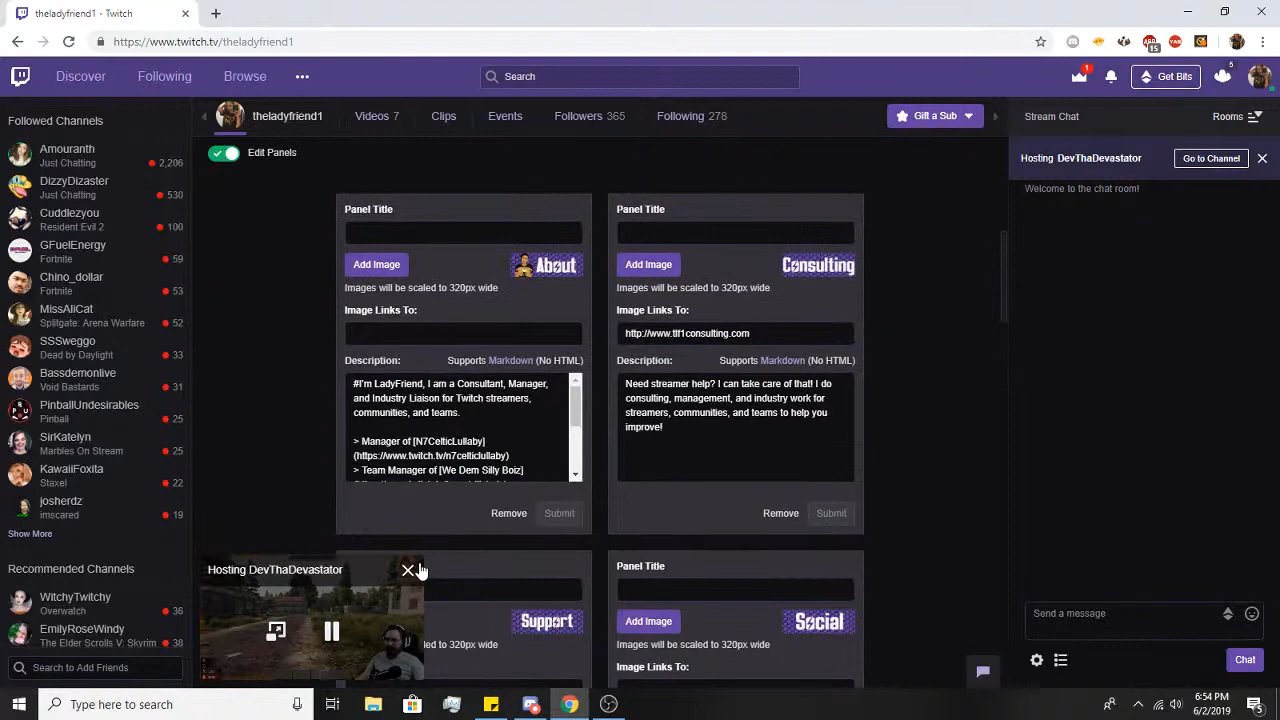 theladyfriend1 - Twitch
https://www.twitch.tv/theladyfriend1
15
Discover
Following
Browse
Search
1
Get Bits
5
Followed Channels
Amouranth
Just Chatting
2,206
DizzyDizaster
Just Chatting
530
Cuddlezyou
Resident Evil 2
100
GFuelEnergy
Fortnite
59
Chino_dollar
Fortnite
53
MissAliCat
Splitgate: Arena Warfare
52
SSSweggo
Dead by Daylight
33
Bassdemonlive
Void Bastards
31
PinballUndesirables
Pinball
25
SirKatelyn
Marbles On Stream
25
KawaiiFoxita
Staxel
22
josherdz
imscared
19
Show More
Recommended Channels
WitchyTwitchy
Overwatch
36
EmilyRoseWindy
The Elder Scrolls V: Skyrim
38
Search to Add Friends
theladyfriend1
Videos 7
Clips
Events
Followers 365
Following 278
Gift a Sub
Edit Panels
Panel Title
Add Image
About
Images will be scaled to 320px wide
Image Links To:
Description:
Supports Markdown (No HTML)
#I'm LadyFriend, I am a Consultant, Manager,
and Industry Liaison for Twitch streamers,
communities, and teams.
> Manager of [N7CelticLullaby]
(https://www.twitch.tv/n7celticlullaby)
> Team Manager of [We Dem Silly Boiz]
Remove
Submit
Panel Title
Add Image
Consulting
Images will be scaled to 320px wide
Image Links To:
http://www.tlf1consulting.com
Description:
Supports Markdown (No HTML)
Need streamer help? I can take care of that! I do
consulting, management, and industry work for
streamers, communities, and teams to help you
improve!
Remove
Submit
Hosting DevThaDevastator
Support
wide
Panel Title
Add Image
Social
Images will be scaled to 320px wide
Image Links To:
Stream Chat
Rooms
Hosting DevThaDevastator
Go to Channel
Welcome to the chat room!
Send a message
Chat
Type here to search
6:54 PM
6/2/2019